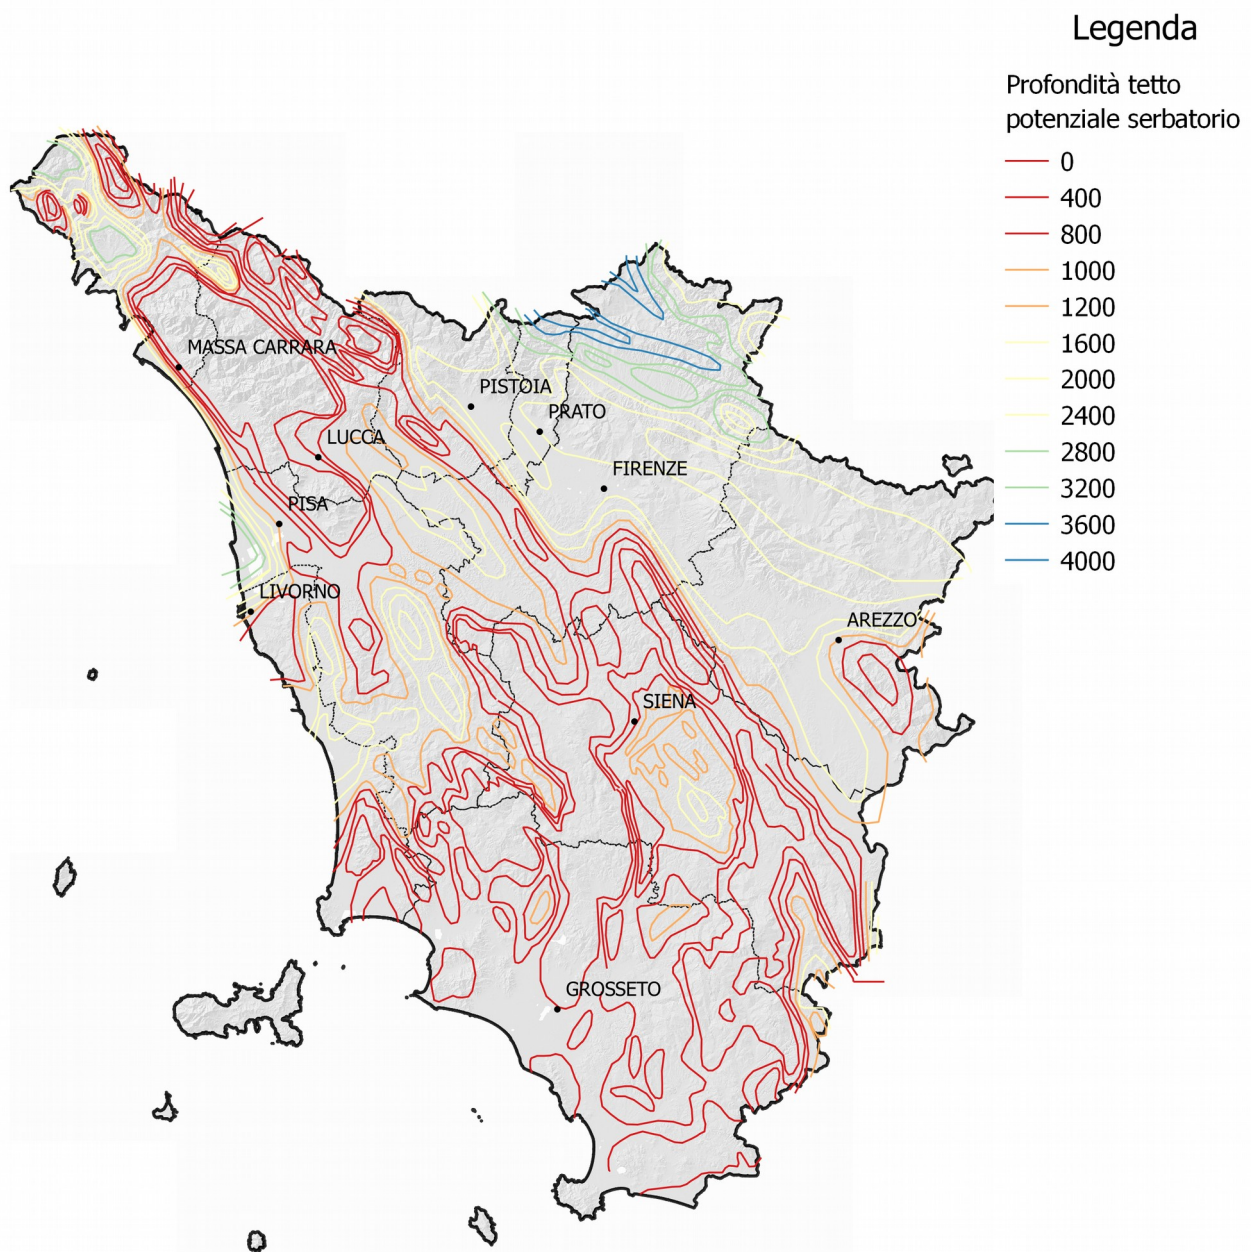 Legenda
Profondità tetto
potenziale serbatorio
0
400
800
1000
1200
1600
2000
2400
2800
3200
3600
4000
MASSA CARRARA
PISTOIA
PRATO
LUCCA
FIRENZE
PISA
LIVORNO
AREZZO
SIENA
GROSSETO